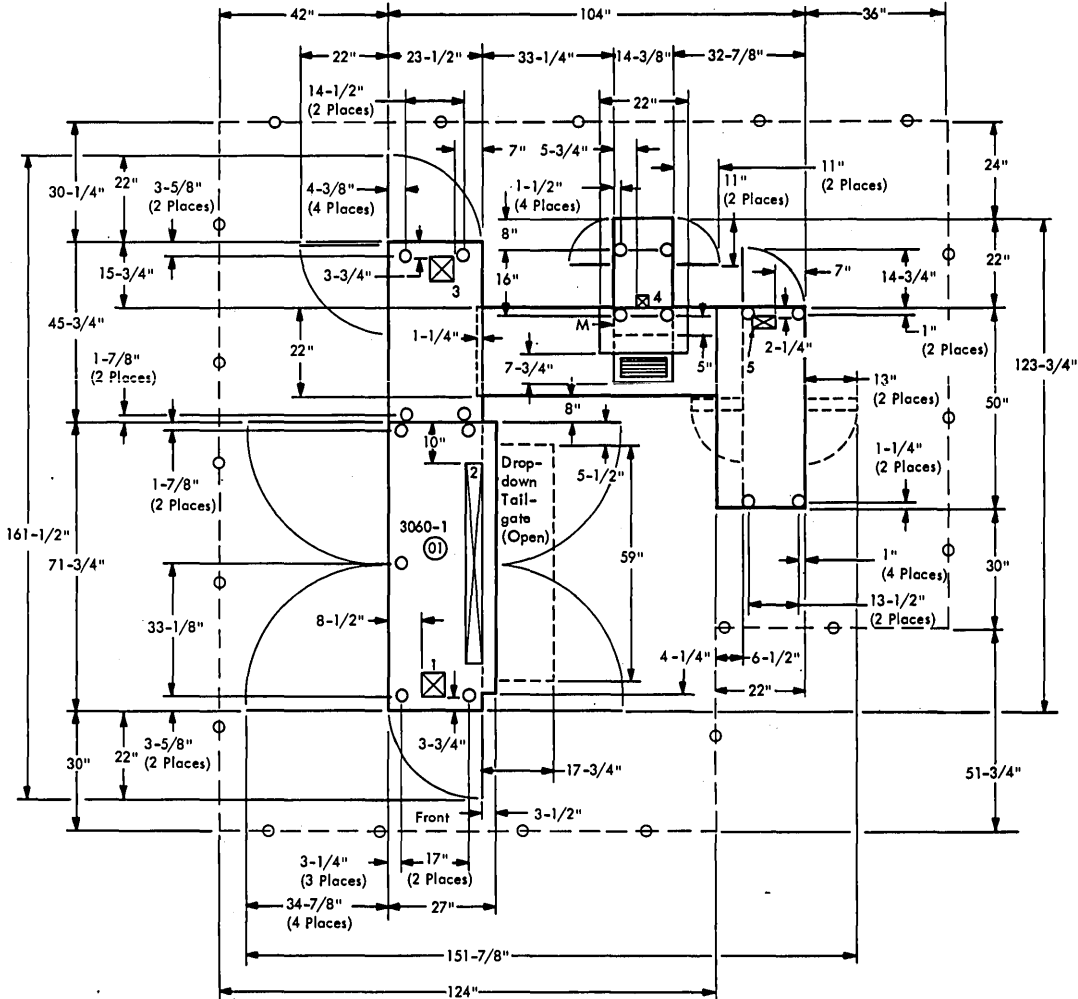 42" 104" 36"
22" 23-1/2" 33-1/4" 14-3/8" 32-7/8"
14-1/2"
(2 Places)
22"
7" 5-3/4"
11"
(2 Places)
11"
(2 Places)
24"
30-1/4" 22"
3-5/8"
(2 Places)
4-3/8"
(4 Places)
1-1/2"
(4 Places)
8"
15-3/4"
3-3/4"
3
16"
4
7"
14-3/4"
22"
45-3/4"
22"
1-1/4"
M
7-3/4"
5"
5
2-1/4"
1"
(2 Places)
123-3/4"
1-7/8"
(2 Places)
8"
13"
(2 Places)
50"
10"
2
Drop-
down
Tail-
gate
(Open)
5-1/2"
1-1/4"
(2 Places)
1-7/8"
(2 Places)
161-1/2"
71-3/4"
3060-1
01
59"
1"
(4 Places)
30"
33-1/8"
8-1/2"
13-1/2"
(2 Places)
1
4-1/4" 6-1/2"
22"
3-5/8"
(2 Places)
22"
30"
3-3/4"
17-3/4"
51-3/4"
Front
3-1/2"
3-1/4"
(3 Places)
17"
(2 Places)
34-7/8"
(4 Places)
27"
151-7/8"
124"